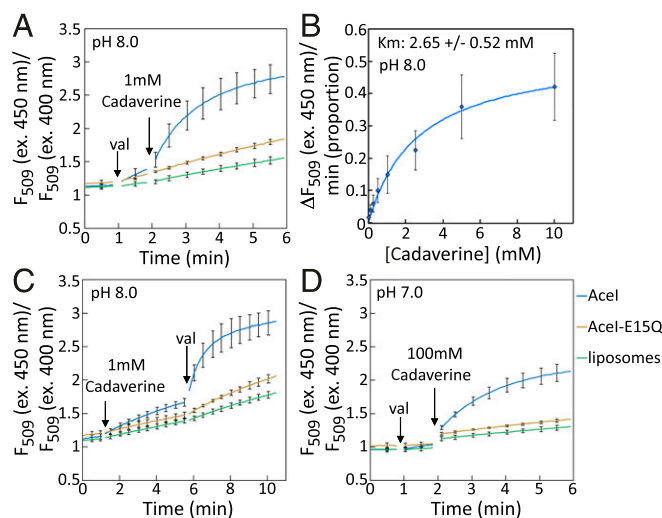 A
pH 8.0
F509 (ex. 450 nm)/
F509 (ex. 400 nm)
3.5
3
2.5
2
1.5
1
0.5
val
1mM
Cadaverine
0 1 2 3 4 5 6
Time (min)
B
Km: 2.65 +/- 0.52 mM
pH 8.0
ΔF509 (ex. 450 nm)/
min (proportion)
0.6
0.5
0.4
0.3
0.2
0.1
0
0 2 4 6 8 10
[Cadaverine] (mM)
C
pH 8.0
F509 (ex. 450 nm)/
F509 (ex. 400 nm)
3.5
3
2.5
2
1.5
1
0.5
1mM
Cadaverine
val
0 2 4 6 8 10
Time (min)
D
pH 7.0
F509 (ex. 450 nm)/
F509 (ex. 400 nm)
3.5
3
2.5
2
1.5
1
0.5
val
100mM
Cadaverine
0 1 2 3 4 5 6
Time (min)
AceI
AceI-E15Q
liposomes